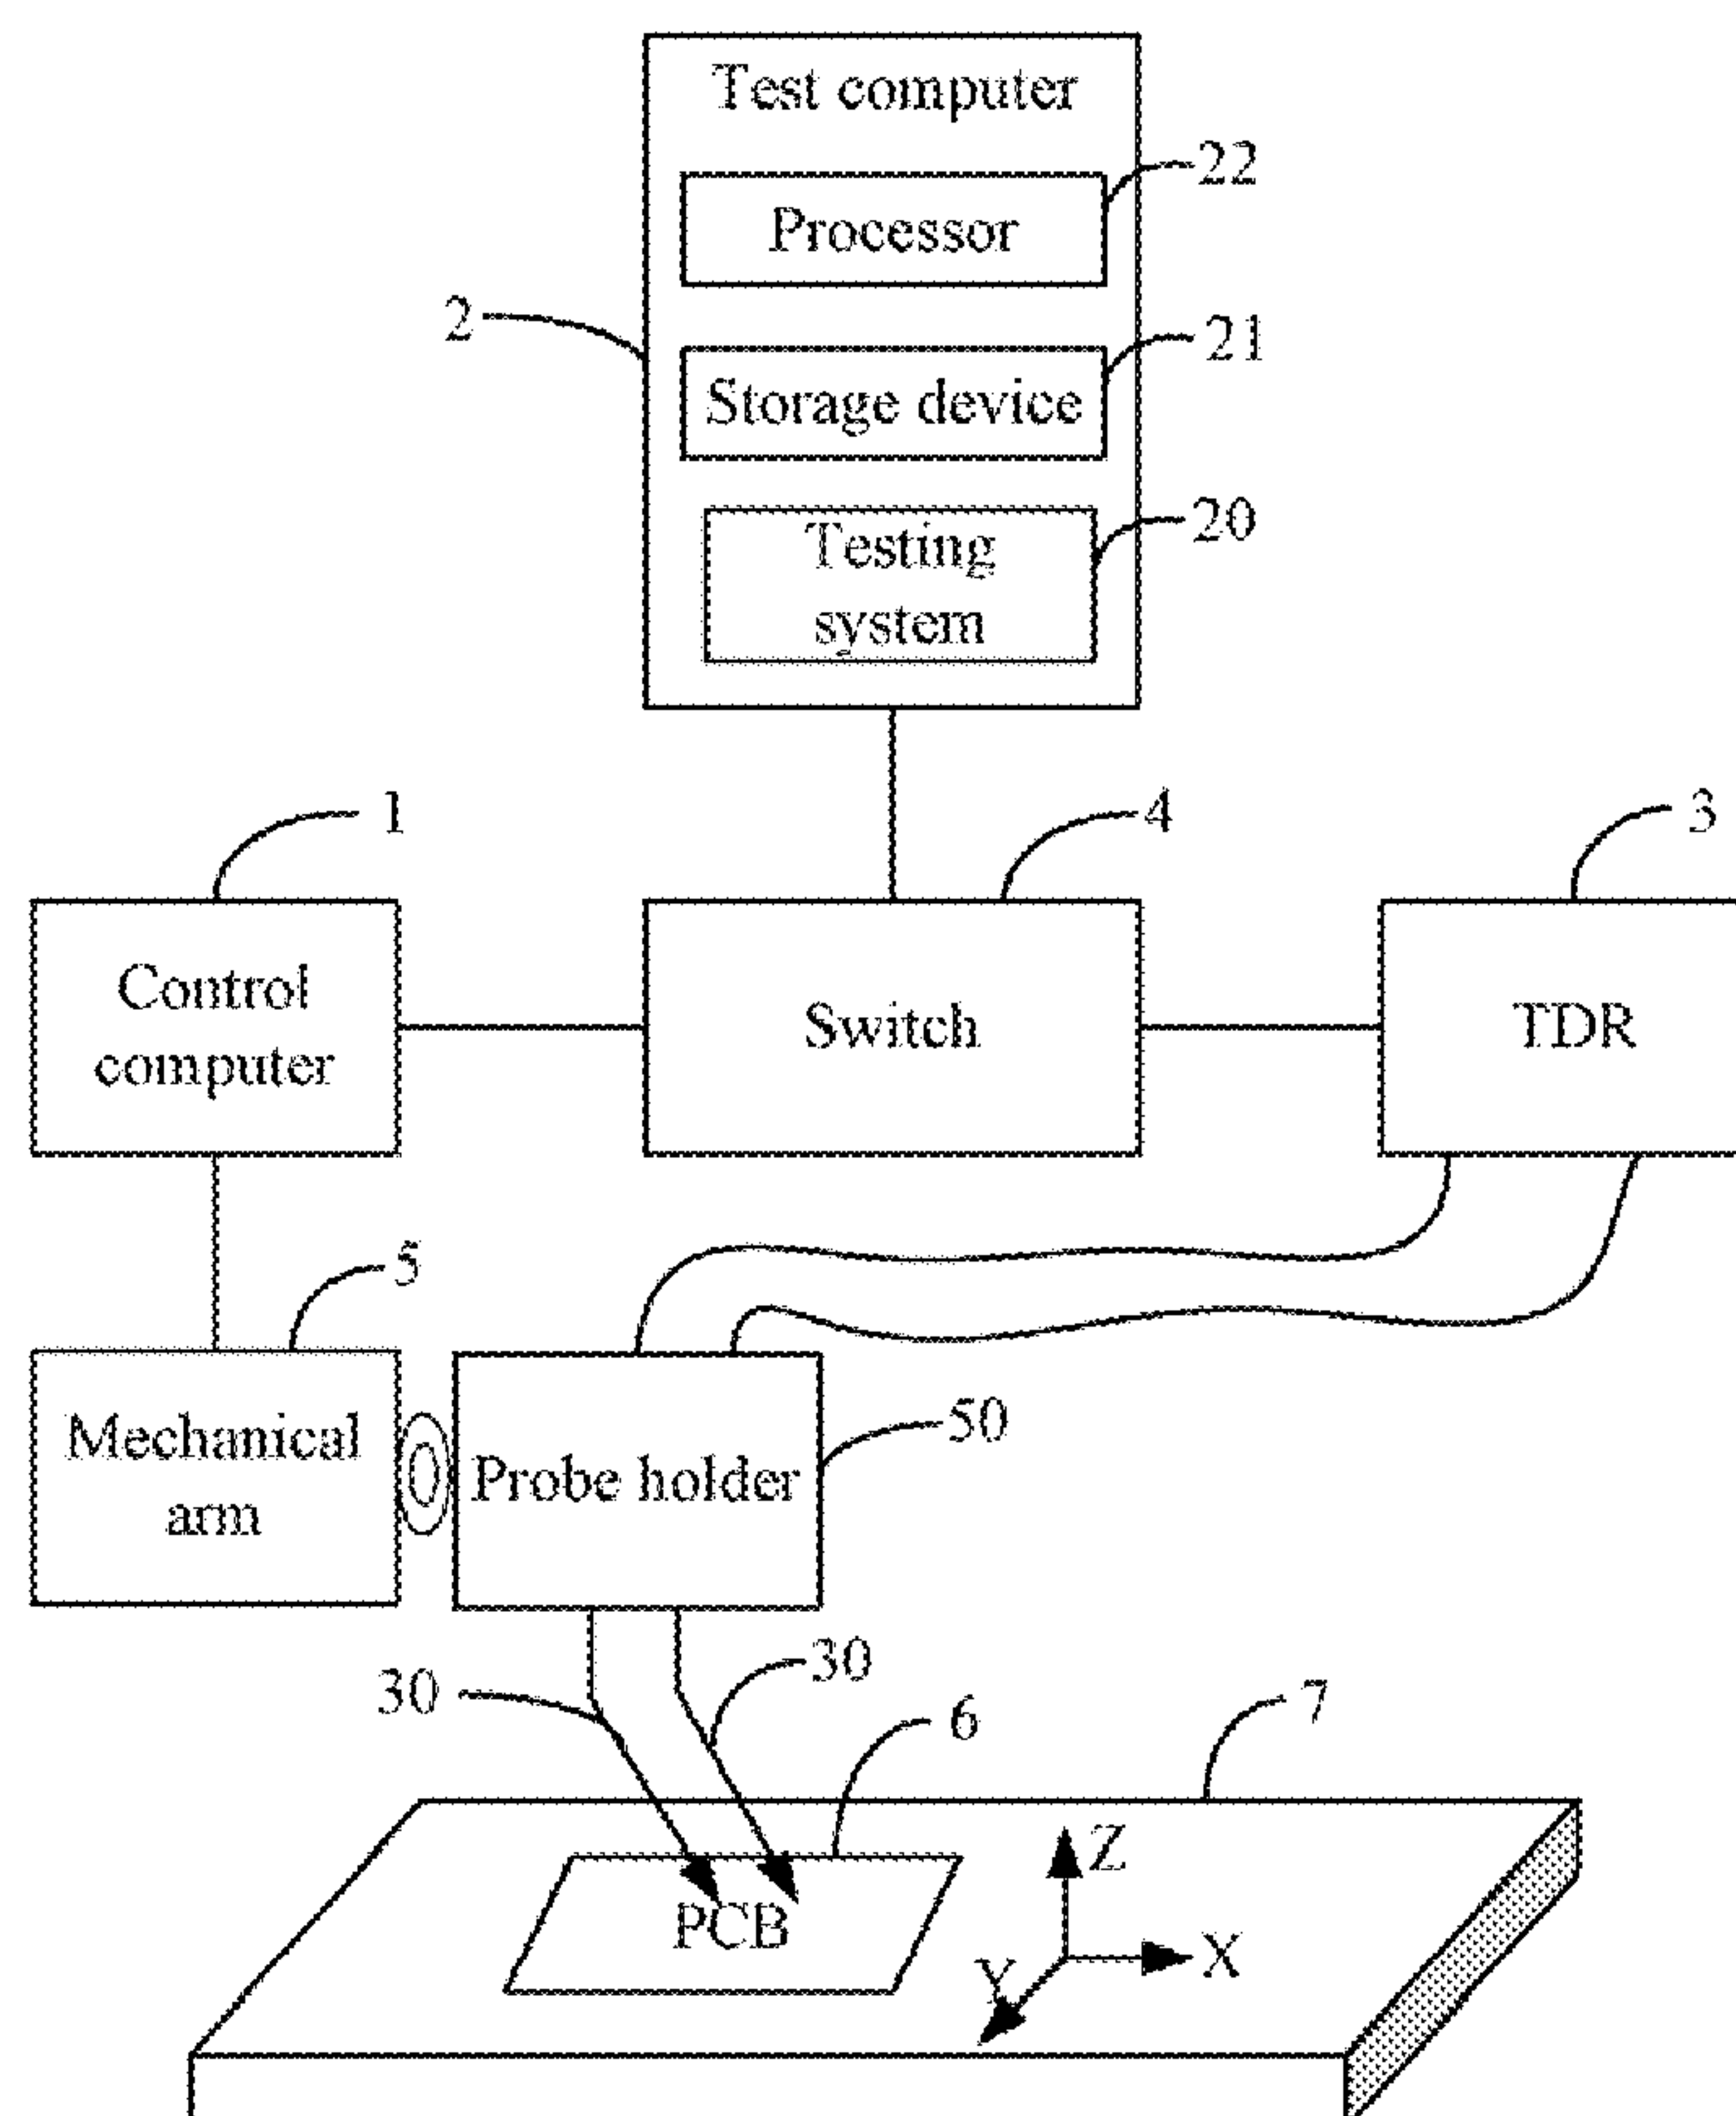 Test computer
22
Processor
2
21
Storage device
20
Testing
system
1
4
3
Control
computer
Switch
TDR
5
50
Mechanical
arm
Probe holder
30
30
6
7
Z
PCB
X
Y